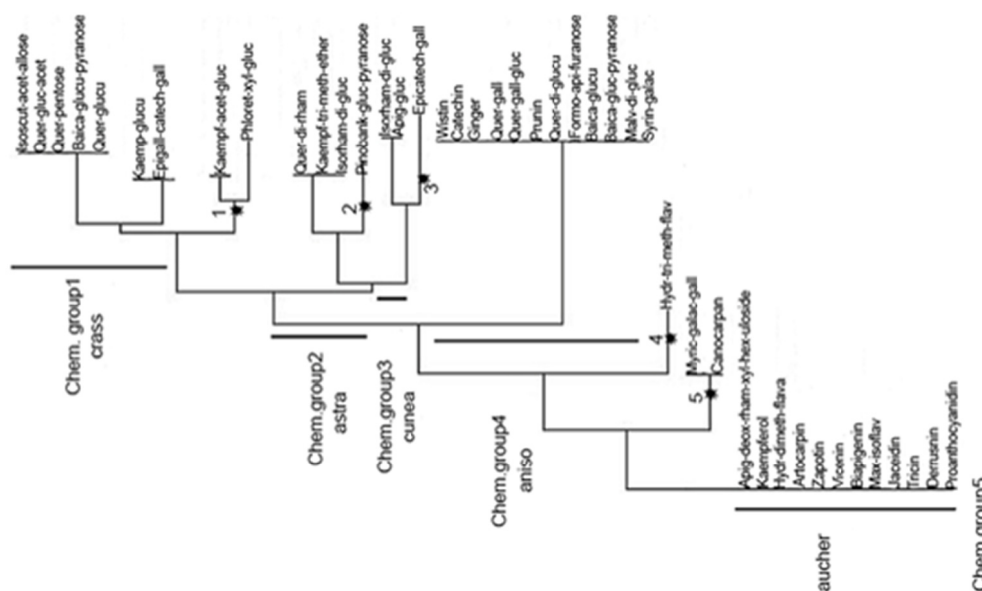 Isoscut-acet-allose
Quer-gluc-acet
Quer-pentose
Baica-glucu-pyranose
Quer-glucu
Kaemp-glucu
Epigall-catech-gall
Kaempf-acet-gluc
Phloret-xyl-gluc
1
Quer-di-rham
Kaempf-tri-meth-ether
Isorham-di-gluc
Pinobank-gluc-pyranose
2
Isorham-di-gluc
Apig-gluc
Epicatech-gall
3
Wistin
Catechin
Ginger
Quer-gall
Quer-gall-gluc
Prunin
Quer-di-glucu
Formo-api-furanose
Baica-glucu
Baica-gluc-pyranose
Malv-di-gluc
Syrin-galac
Hydr-tri-meth-flav
4
Myric-galac-gall
Canocarpan
5
Apig-deox-rham-xyl-hex-uloside
Kaempferol
Hydr-dimeth-flava
Artocarpin
Zapotin
Vicenin
Biapigenin
Max-isoflav
Jaceidin
Tricin
Derrusnin
Proanthocyanidin
Chem. group1
crass
Chem.group2
astra
Chem.group3
cunea
Chem.group4
aniso
aucher
Chem.group5